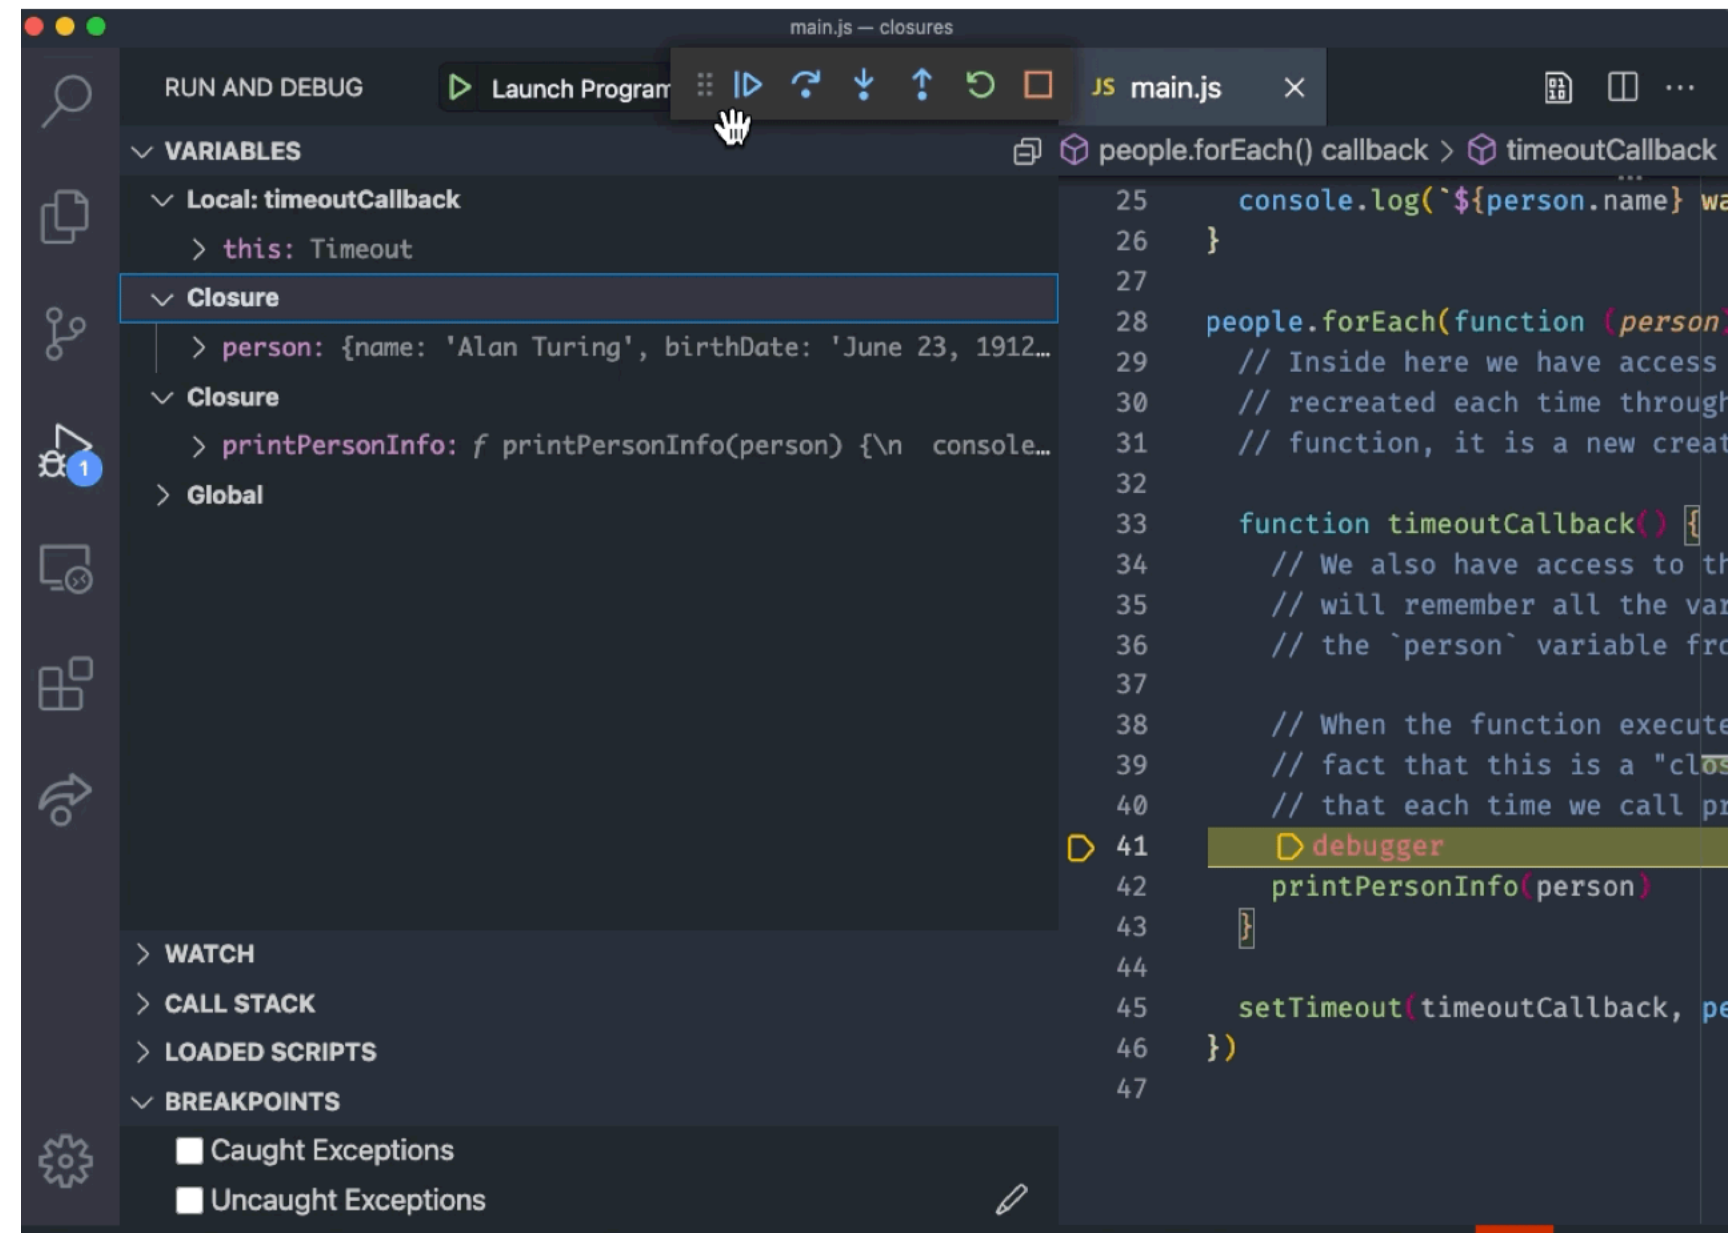 main.js — closures
RUN AND DEBUG
Launch Program
JS main.js
VARIABLES
people.forEach() callback > timeoutCallback
Local: timeoutCallback
this: Timeout
Closure
person: {name: 'Alan Turing', birthDate: 'June 23, 1912…
Closure
printPersonInfo: ƒ printPersonInfo(person) {\n console…
Global
1
WATCH
CALL STACK
LOADED SCRIPTS
BREAKPOINTS
Caught Exceptions
Uncaught Exceptions
25 console.log(`${person.name} wa
26 }
27
28 people.forEach(function (person)
29 // Inside here we have access
30 // recreated each time through
31 // function, it is a new creat
32
33 function timeoutCallback() {
34 // We also have access to th
35 // will remember all the var
36 // the `person` variable fro
37
38 // When the function execute
39 // fact that this is a "clos
40 // that each time we call pr
41 debugger
42 printPersonInfo(person)
43 }
44
45 setTimeout(timeoutCallback, pe
46 })
47